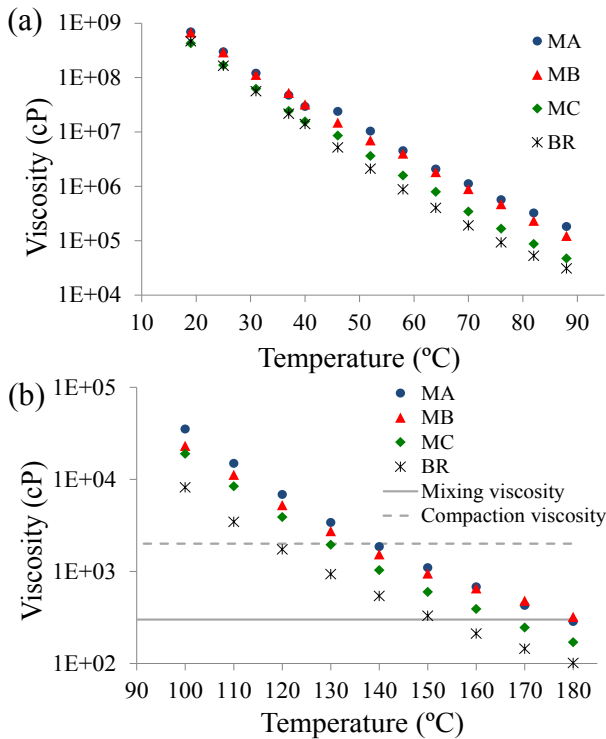 (a)
1E+09
1E+08
1E+07
1E+06
1E+05
1E+04
Viscosity (cP)
MA
MB
MC
BR
10 20 30 40 50 60 70 80 90
Temperature (ºC)
(b)
1E+05
1E+04
1E+03
1E+02
Viscosity (cP)
MA
MB
MC
BR
Mixing viscosity
Compaction viscosity
90 100 110 120 130 140 150 160 170 180
Temperature (ºC)